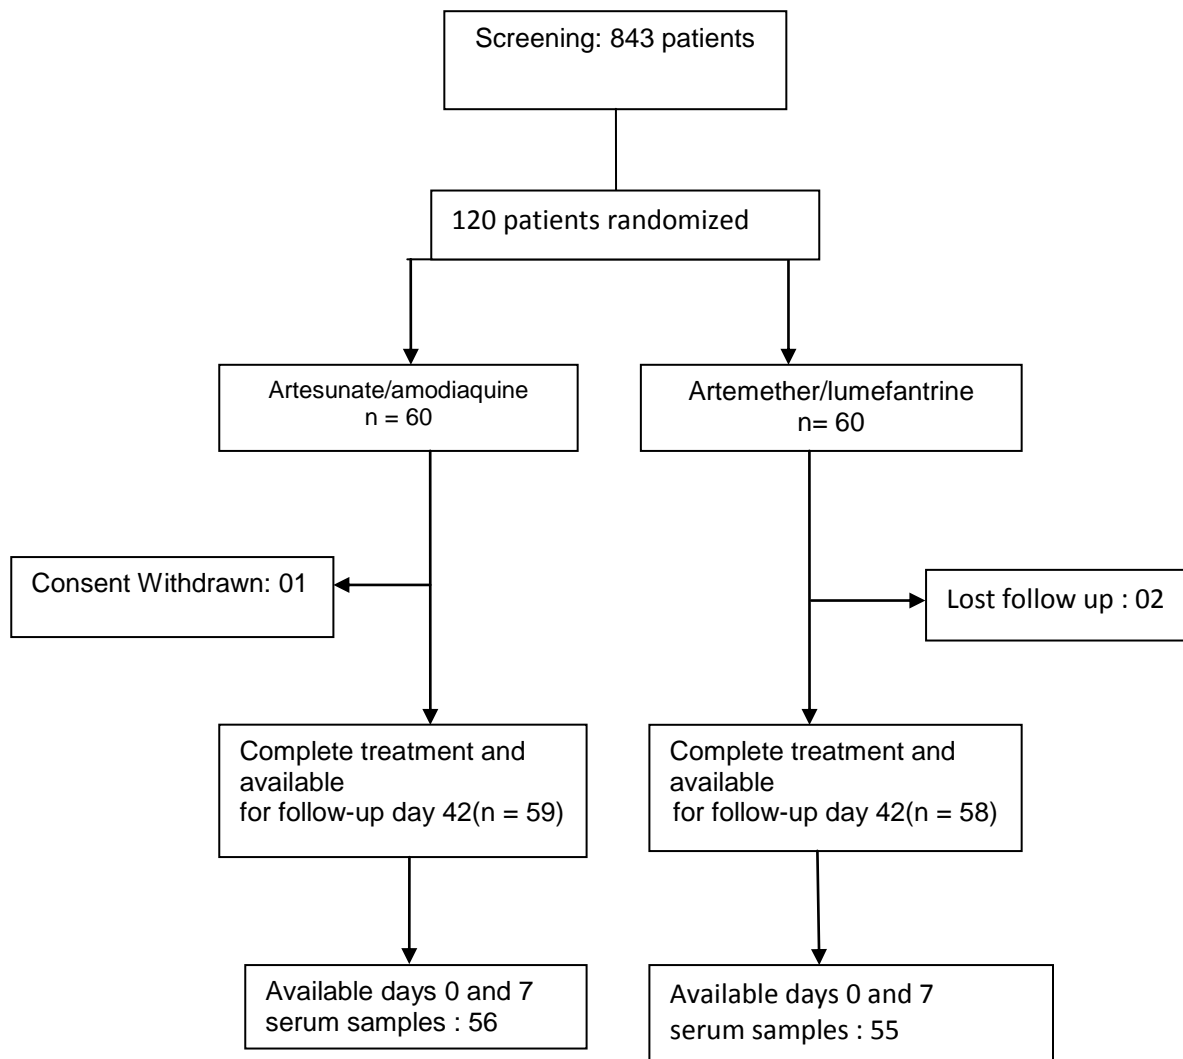 Screening: 843 patients
120 patients randomized
Artesunate/amodiaquine
n = 60
Artemether/lumefantrine
n= 60
Consent Withdrawn: 01
Lost follow up : 02
Complete treatment and
available
for follow-up day 42(n = 59)
Complete treatment and
available
for follow-up day 42(n = 58)
Available days 0 and 7
serum samples : 56
Available days 0 and 7
serum samples : 55